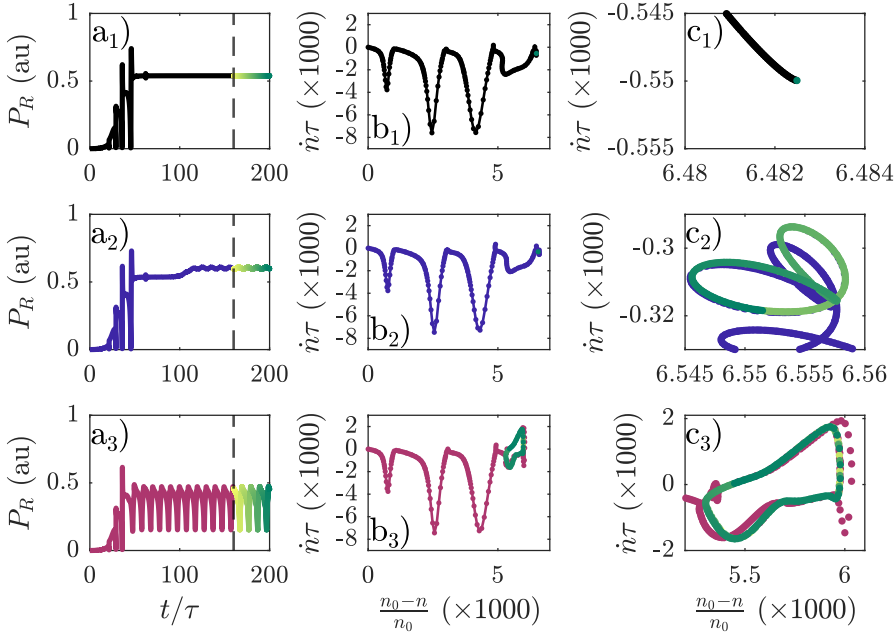 a₁)
P_R (au)
1
0.5
0
0 100 200
b₁)
ṅτ (×1000)
2
0
-2
-4
-6
-8
0 5
c₁)
ṅτ (×1000)
-0.545
-0.55
-0.555
6.48 6.482 6.484
a₂)
P_R (au)
1
0.5
0
0 100 200
b₂)
ṅτ (×1000)
2
0
-2
-4
-6
-8
0 5
c₂)
ṅτ (×1000)
-0.3
-0.32
6.545 6.55 6.555 6.56
a₃)
P_R (au)
1
0.5
0
0 100 200
t/τ
b₃)
ṅτ (×1000)
2
0
-2
-4
-6
-8
0 5
(n₀−n)/n₀ (×1000)
c₃)
ṅτ (×1000)
2
0
-2
5.5 6
(n₀−n)/n₀ (×1000)